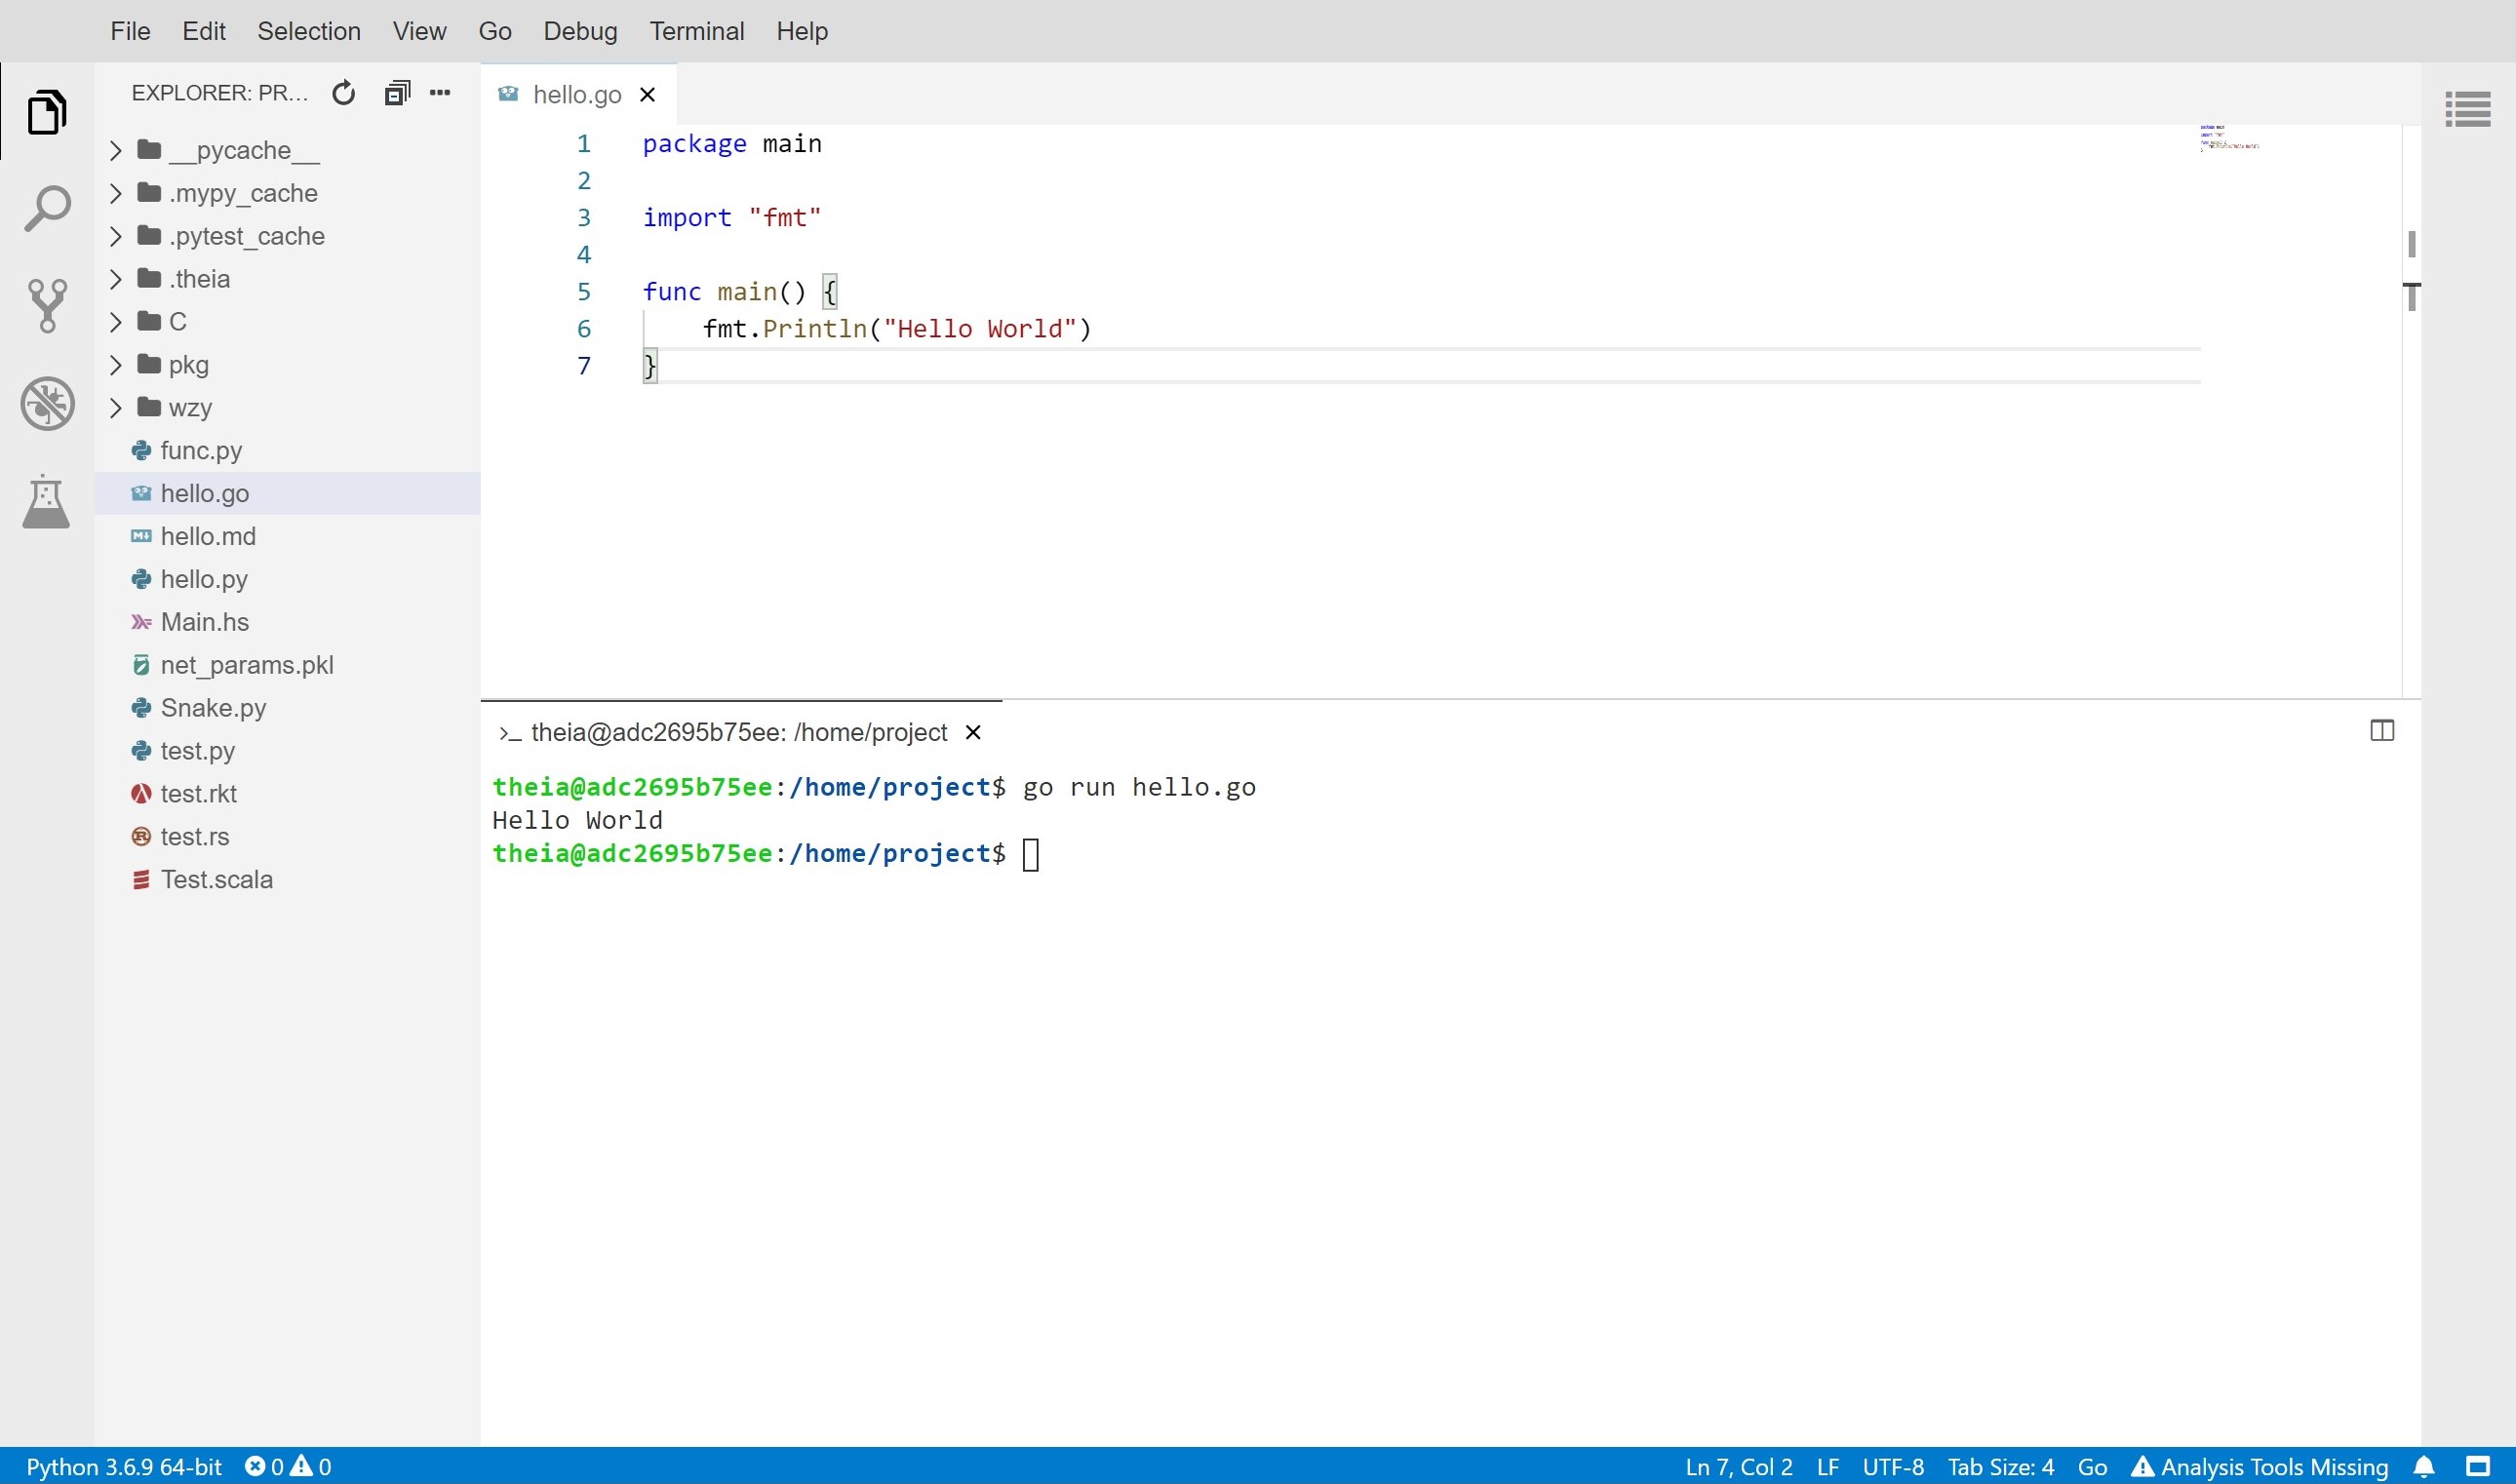 File Edit Selection View Go Debug Terminal Help
EXPLORER: PR...
__pycache__
.mypy_cache
.pytest_cache
.theia
C
pkg
wzy
func.py
hello.go
hello.md
hello.py
Main.hs
net_params.pkl
Snake.py
test.py
test.rkt
test.rs
Test.scala
hello.go
1 package main
2
3 import "fmt"
4
5 func main() {
6     fmt.Println("Hello World")
7 }
theia@adc2695b75ee: /home/project
theia@adc2695b75ee:/home/project$ go run hello.go
Hello World
theia@adc2695b75ee:/home/project$
Python 3.6.9 64-bit 0 0 Ln 7, Col 2 LF UTF-8 Tab Size: 4 Go Analysis Tools Missing